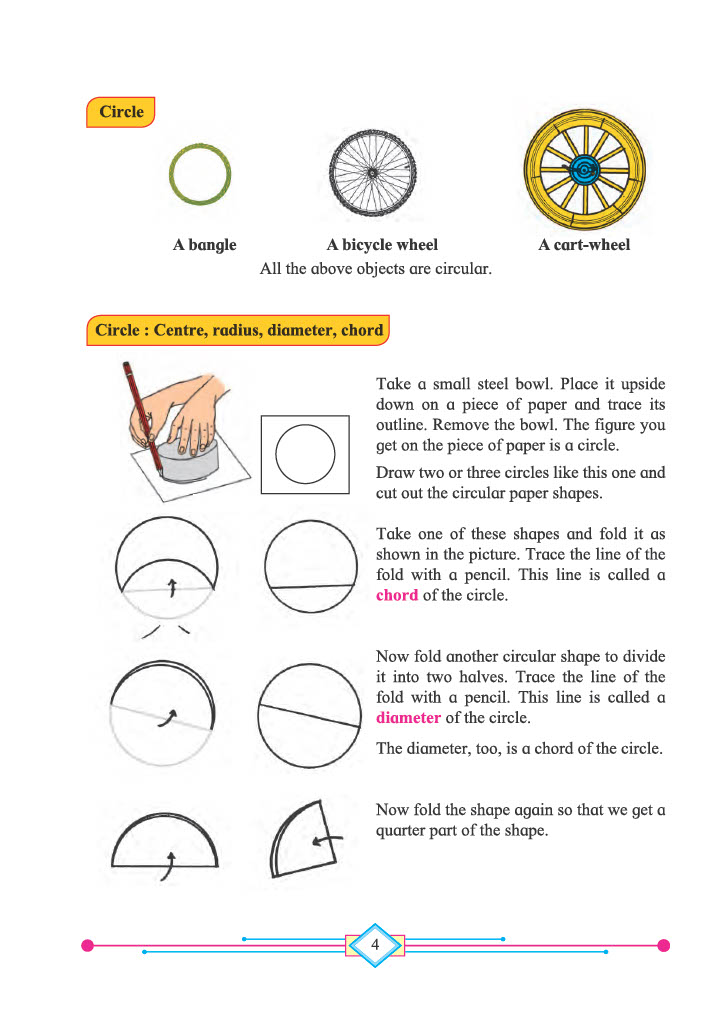 Circle
A bangle
A bicycle wheel
A cart-wheel
All the above objects are circular.
Circle : Centre, radius, diameter, chord
Take a small steel bowl. Place it upside
down on a piece of paper and trace its
outline. Remove the bowl. The figure you
get on the piece of paper is a circle.
Draw two or three circles like this one and
cut out the circular paper shapes.
Take one of these shapes and fold it as
shown in the picture. Trace the line of the
fold with a pencil. This line is called a
chord of the circle.
Now fold another circular shape to divide
it into two halves. Trace the line of the
fold with a pencil. This line is called a
diameter of the circle.
The diameter, too, is a chord of the circle.
Now fold the shape again so that we get a
quarter part of the shape.
4